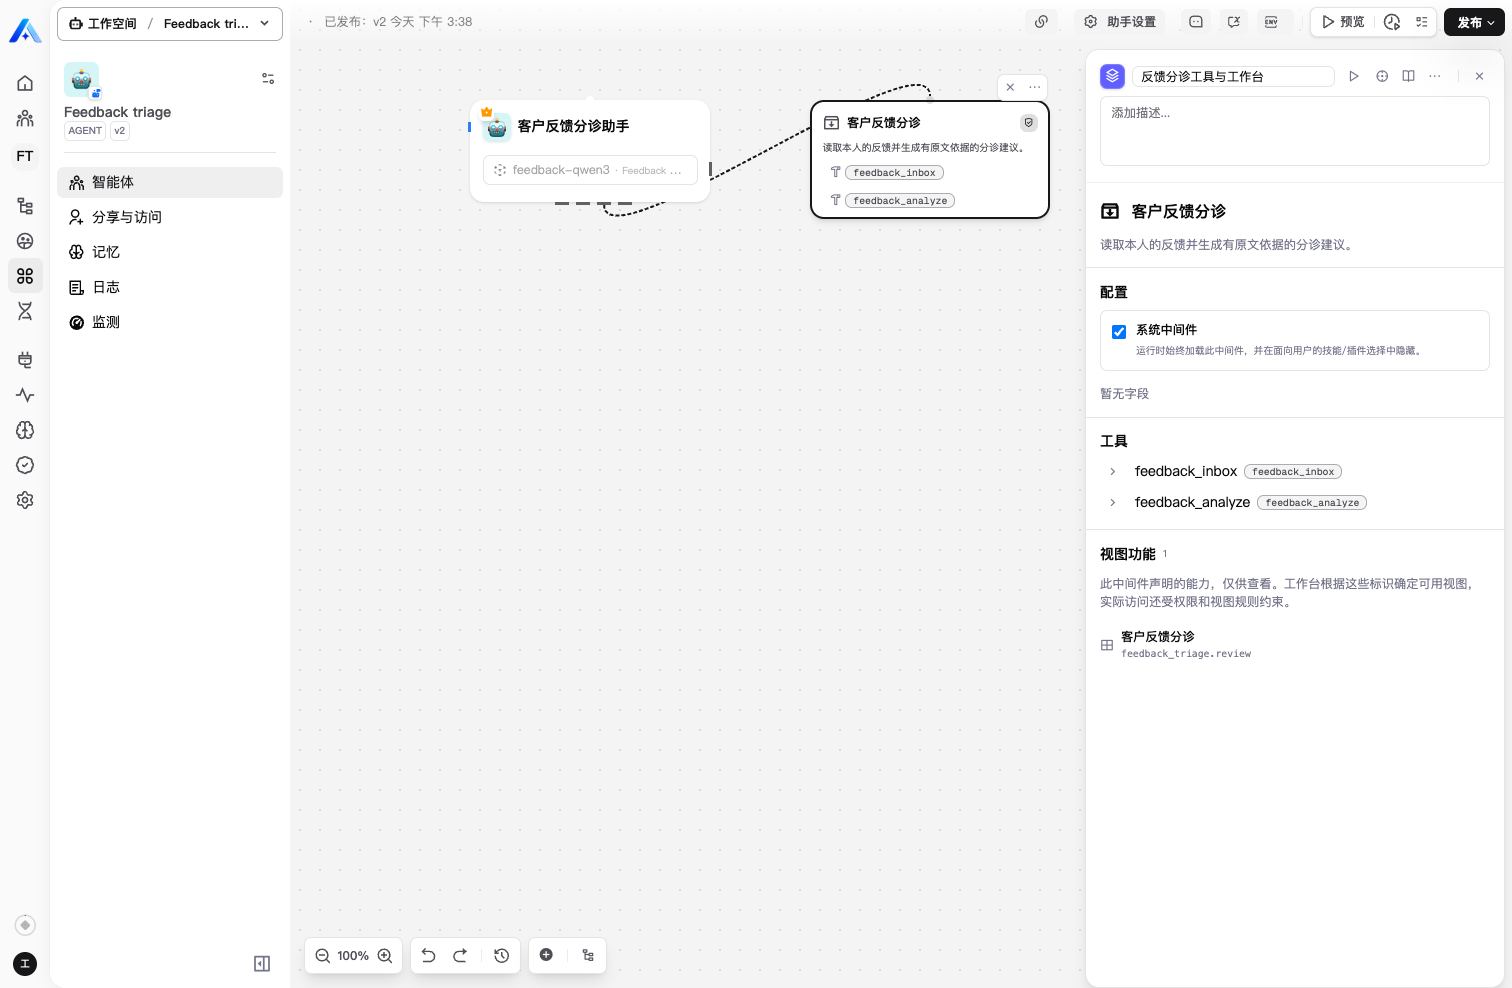 工作空间 / Feedback tri...
Feedback triage
AGENT v2
FT
智能体
分享与访问
记忆
日志
监测
工
· 已发布: v2 今天 下午 3:38
助手设置
ENV
预览
发布
客户反馈分诊助手
feedback-qwen3 · Feedback ...
客户反馈分诊
读取本人的反馈并生成有原文依据的分诊建议。
feedback_inbox
feedback_analyze
100%
反馈分诊工具与工作台
添加描述...
客户反馈分诊
读取本人的反馈并生成有原文依据的分诊建议。
配置
系统中间件
运行时始终加载此中间件，并在面向用户的技能/插件选择中隐藏。
暂无字段
工具
feedback_inbox feedback_inbox
feedback_analyze feedback_analyze
视图功能 1
此中间件声明的能力，仅供查看。工作台根据这些标识确定可用视图，
实际访问还受权限和视图规则约束。
客户反馈分诊
feedback_triage.review